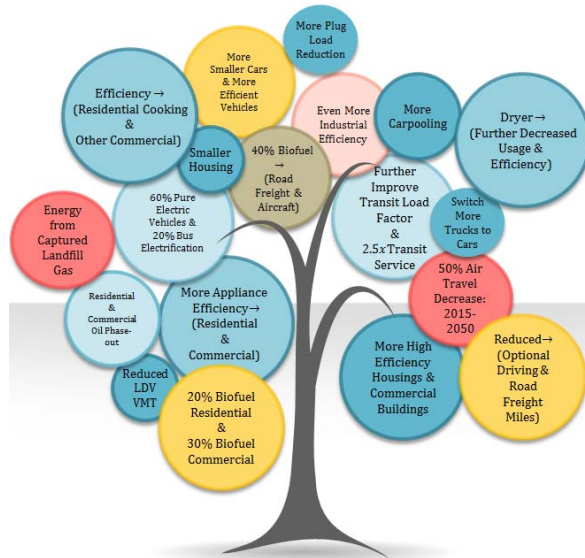 More Plug
Load
Reduction
More
Smaller Cars
& More
Efficient
Vehicles
Efficiency→
(Residential Cooking
&
Other Commercial)
Even More
Industrial
Efficiency
More
Carpooling
Dryer→
(Further Decreased
Usage &
Efficiency)
Smaller
Housing
40% Biofuel
→
(Road
Freight &
Aircraft)
Further
Improve
Transit Load
Factor
&
2.5x Transit
Service
Switch
More
Trucks to
Cars
60% Pure
Electric
Vehicles &
20% Bus
Electrification
Energy
from
Captured
Landfill
Gas
50% Air
Travel
Decrease:
2015-
2050
Residential
&
Commercial
Oil Phase-
out
More Appliance
Efficiency→
(Residential
&
Commercial)
More High
Efficiency
Housings &
Commercial
Buildings
Reduced→
(Optional
Driving &
Road
Freight
Miles)
Reduced
LDV
VMT
20% Biofuel
Residential
&
30% Biofuel
Commercial